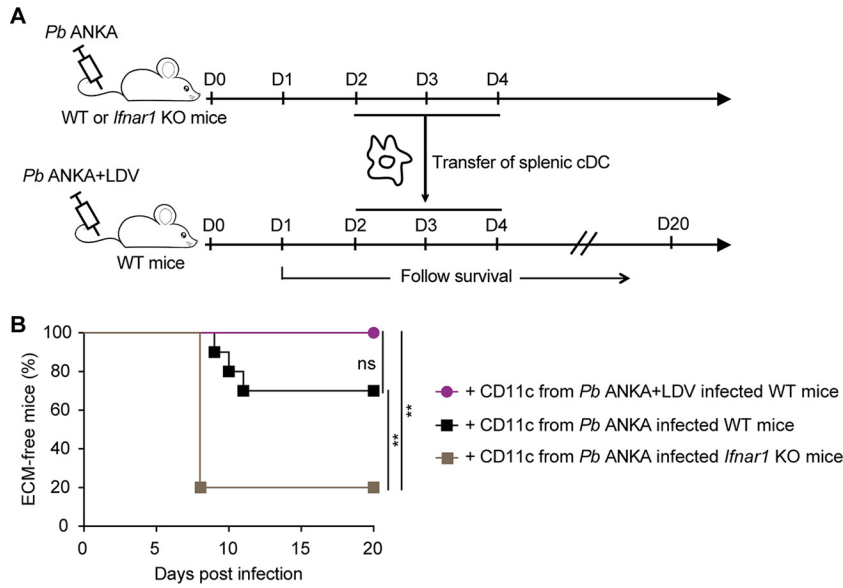 A
Pb ANKA
D0 D1 D2 D3 D4
WT or Ifnar1 KO mice
Transfer of splenic cDC
Pb ANKA+LDV
D0 D1 D2 D3 D4 D20
WT mice
Follow survival
B
100
80
60
40
20
0
ECM-free mice (%)
0 5 10 15 20
Days post infection
ns
**
**
+ CD11c from Pb ANKA+LDV infected WT mice
+ CD11c from Pb ANKA infected WT mice
+ CD11c from Pb ANKA infected Ifnar1 KO mice